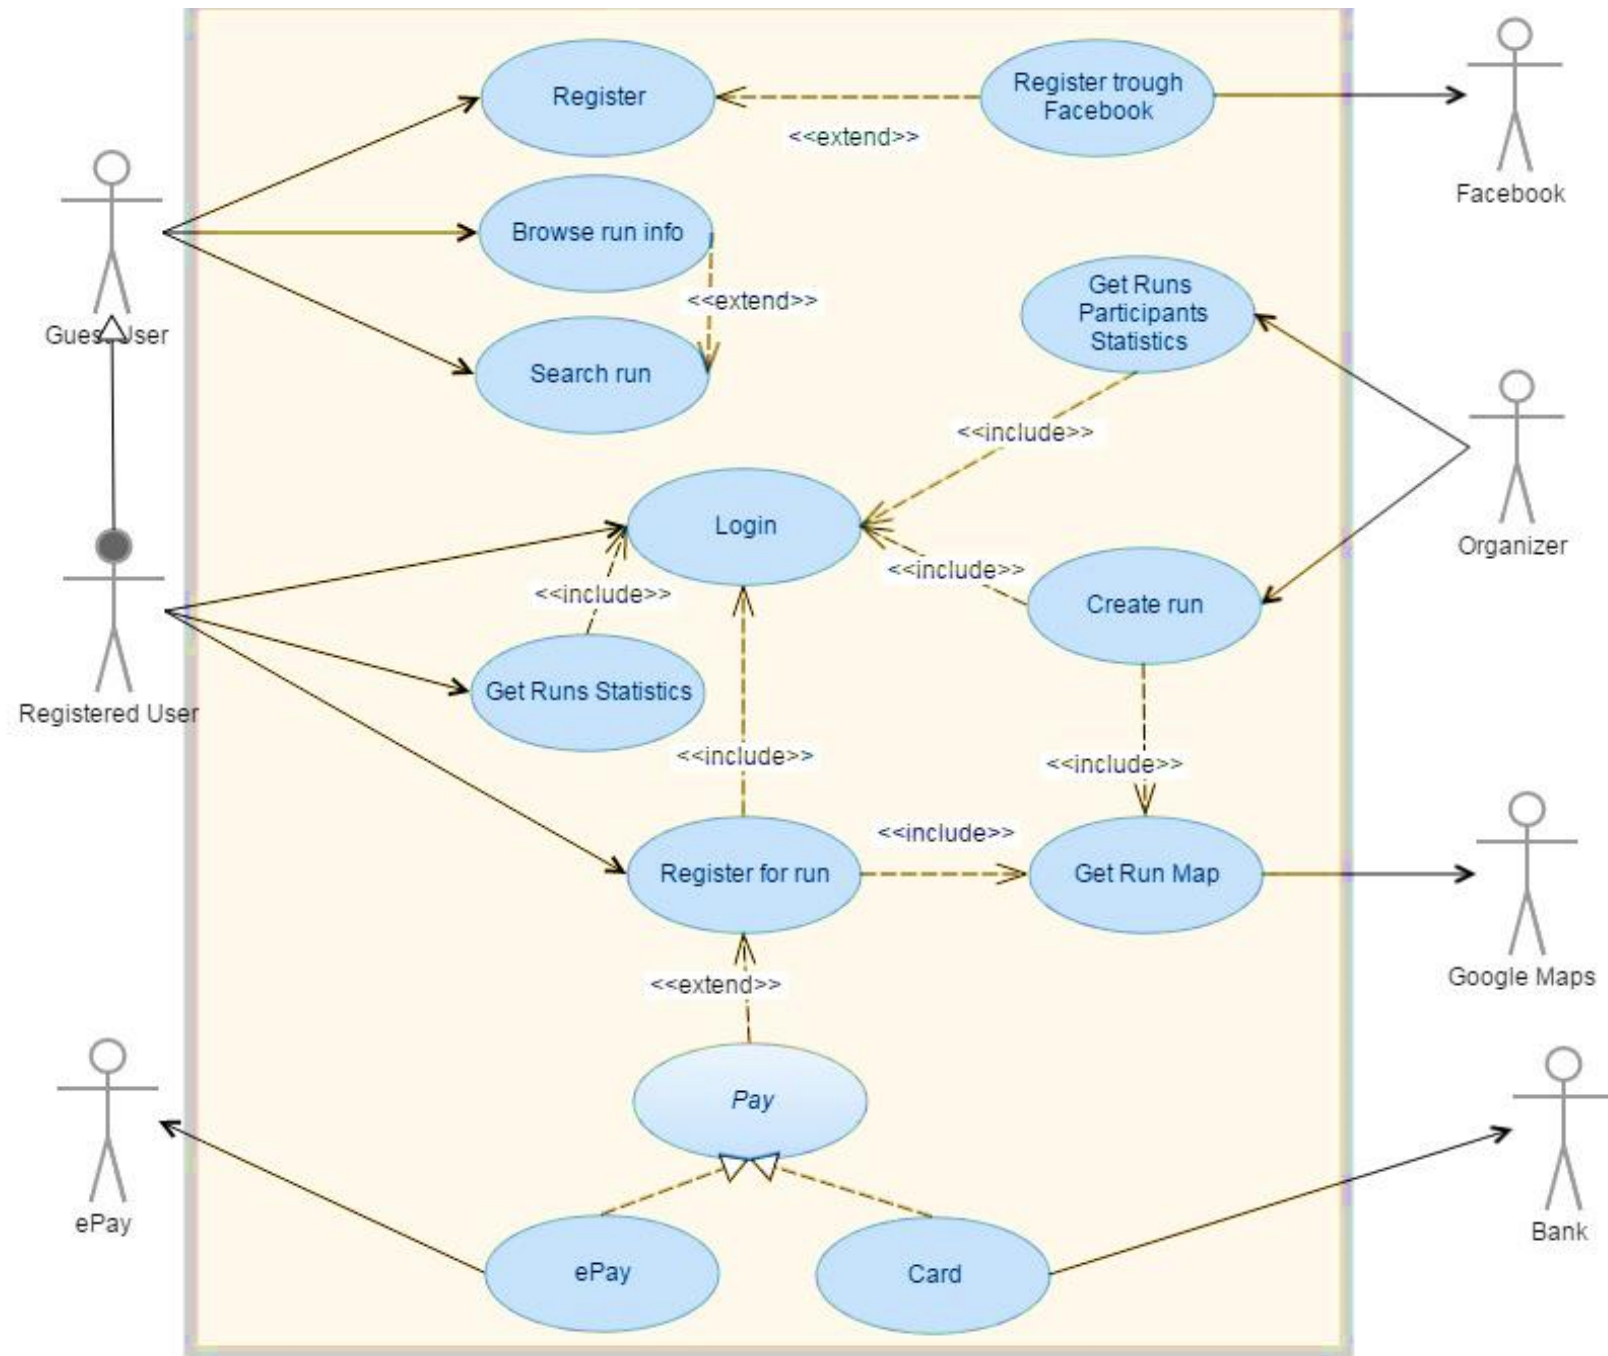 Register
Register trough
Facebook
<<extend>>
Facebook
Browse run info
<<extend>>
Get Runs
Participants
Statistics
Guest User
Search run
<<include>>
Login
Organizer
<<include>>
<<include>>
Create run
Get Runs Statistics
Registered User
<<include>>
<<include>>
<<include>>
Register for run
Get Run Map
Google Maps
<<extend>>
Pay
ePay
Bank
ePay
Card